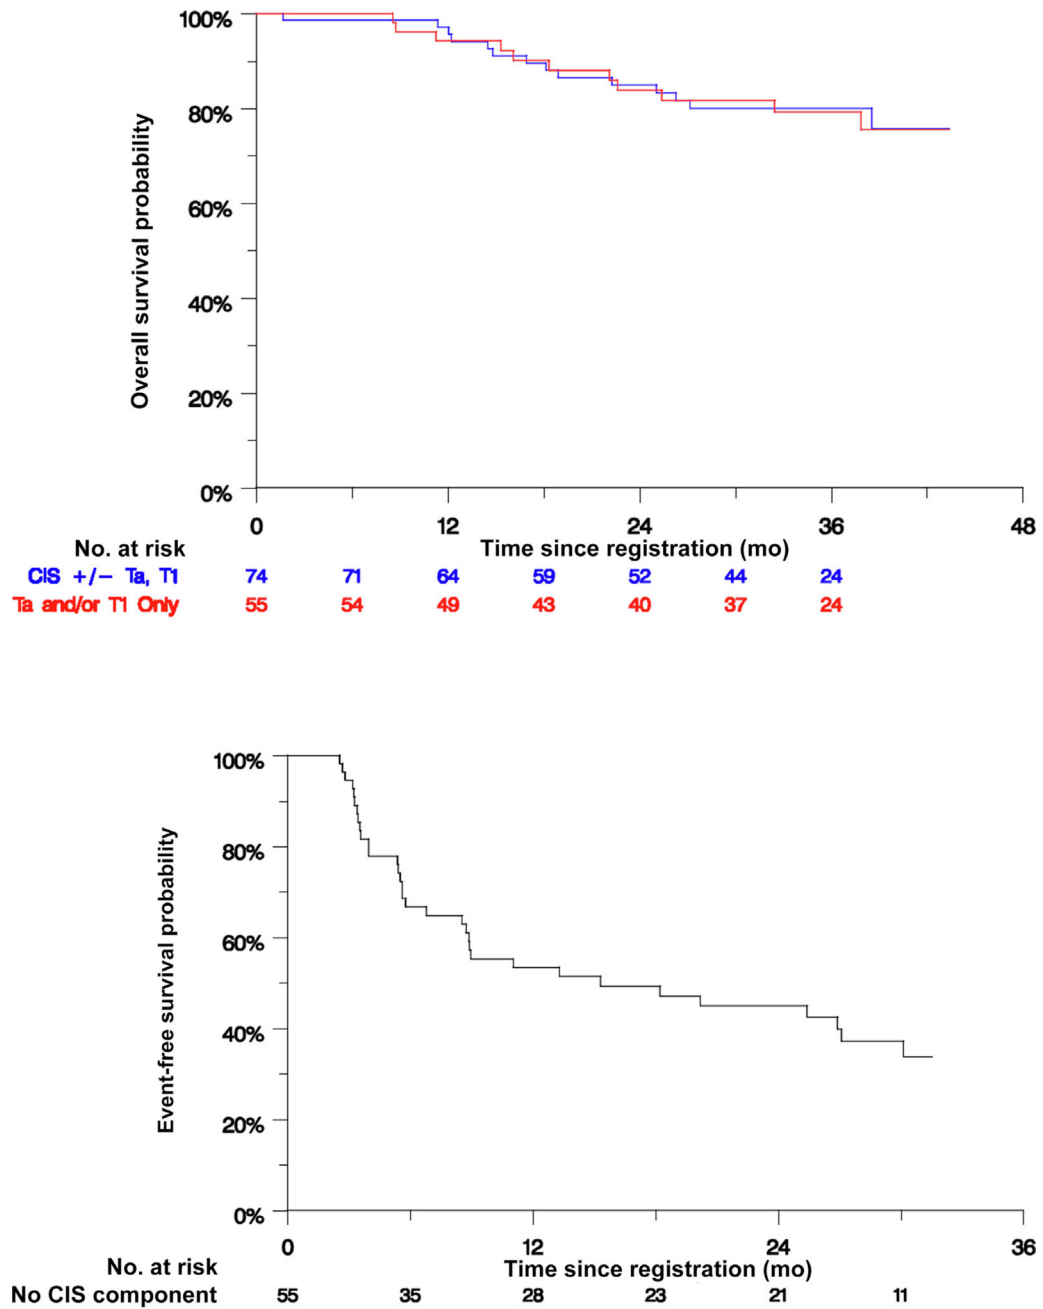 100%
80%
60%
40%
20%
0%
Overall survival probability
0 12 24 36 48
No. at risk Time since registration (mo)
CIS +/− Ta, T1 74 71 64 59 52 44 24
Ta and/or T1 Only 55 54 49 43 40 37 24
100%
80%
60%
40%
20%
0%
Event-free survival probability
0 12 24 36
No. at risk Time since registration (mo)
No CIS component 55 35 28 23 21 11